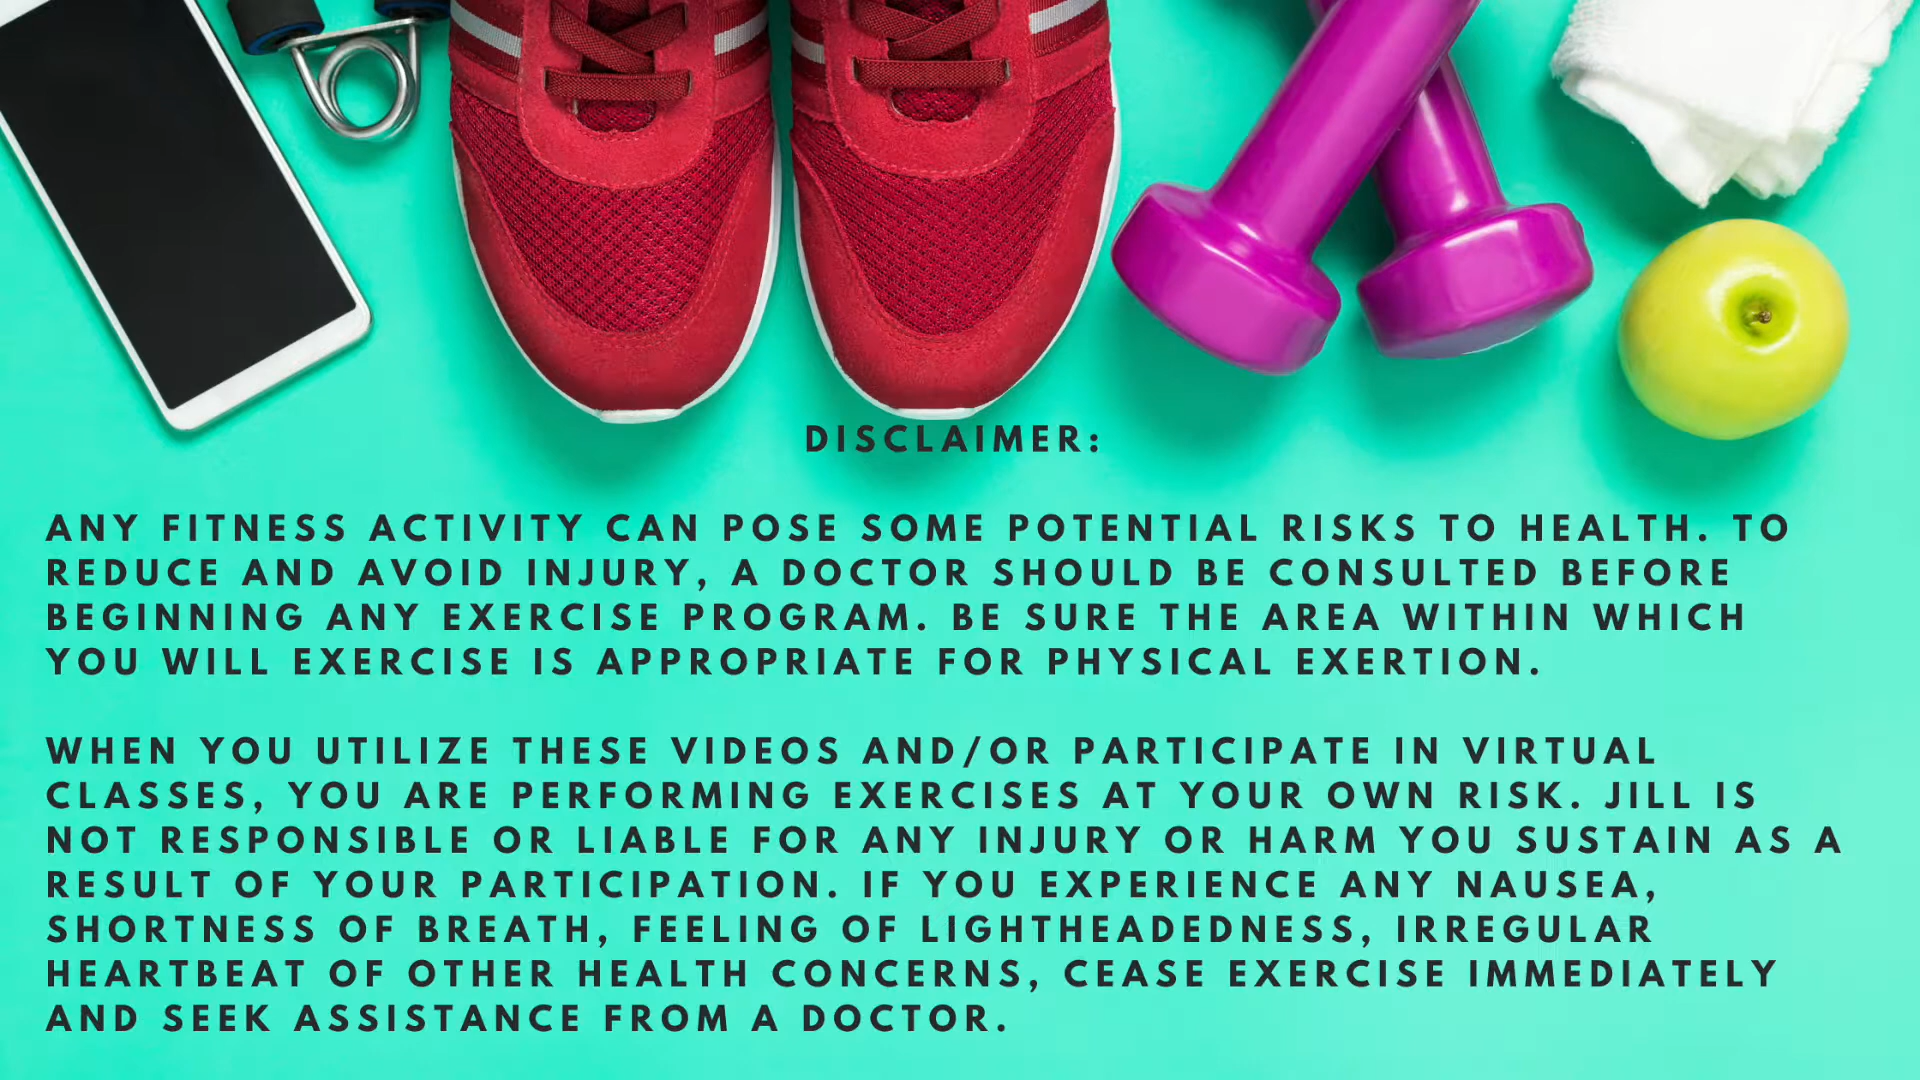 DISCLAIMER:
ANY FITNESS ACTIVITY CAN POSE SOME POTENTIAL RISKS TO HEALTH. TO
REDUCE AND AVOID INJURY, A DOCTOR SHOULD BE CONSULTED BEFORE
BEGINNING ANY EXERCISE PROGRAM. BE SURE THE AREA WITHIN WHICH
YOU WILL EXERCISE IS APPROPRIATE FOR PHYSICAL EXERTION.
WHEN YOU UTILIZE THESE VIDEOS AND/OR PARTICIPATE IN VIRTUAL
CLASSES, YOU ARE PERFORMING EXERCISES AT YOUR OWN RISK. JILL IS
NOT RESPONSIBLE OR LIABLE FOR ANY INJURY OR HARM YOU SUSTAIN AS A
RESULT OF YOUR PARTICIPATION. IF YOU EXPERIENCE ANY NAUSEA,
SHORTNESS OF BREATH, FEELING OF LIGHTHEADEDNESS, IRREGULAR
HEARTBEAT OF OTHER HEALTH CONCERNS, CEASE EXERCISE IMMEDIATELY
AND SEEK ASSISTANCE FROM A DOCTOR.